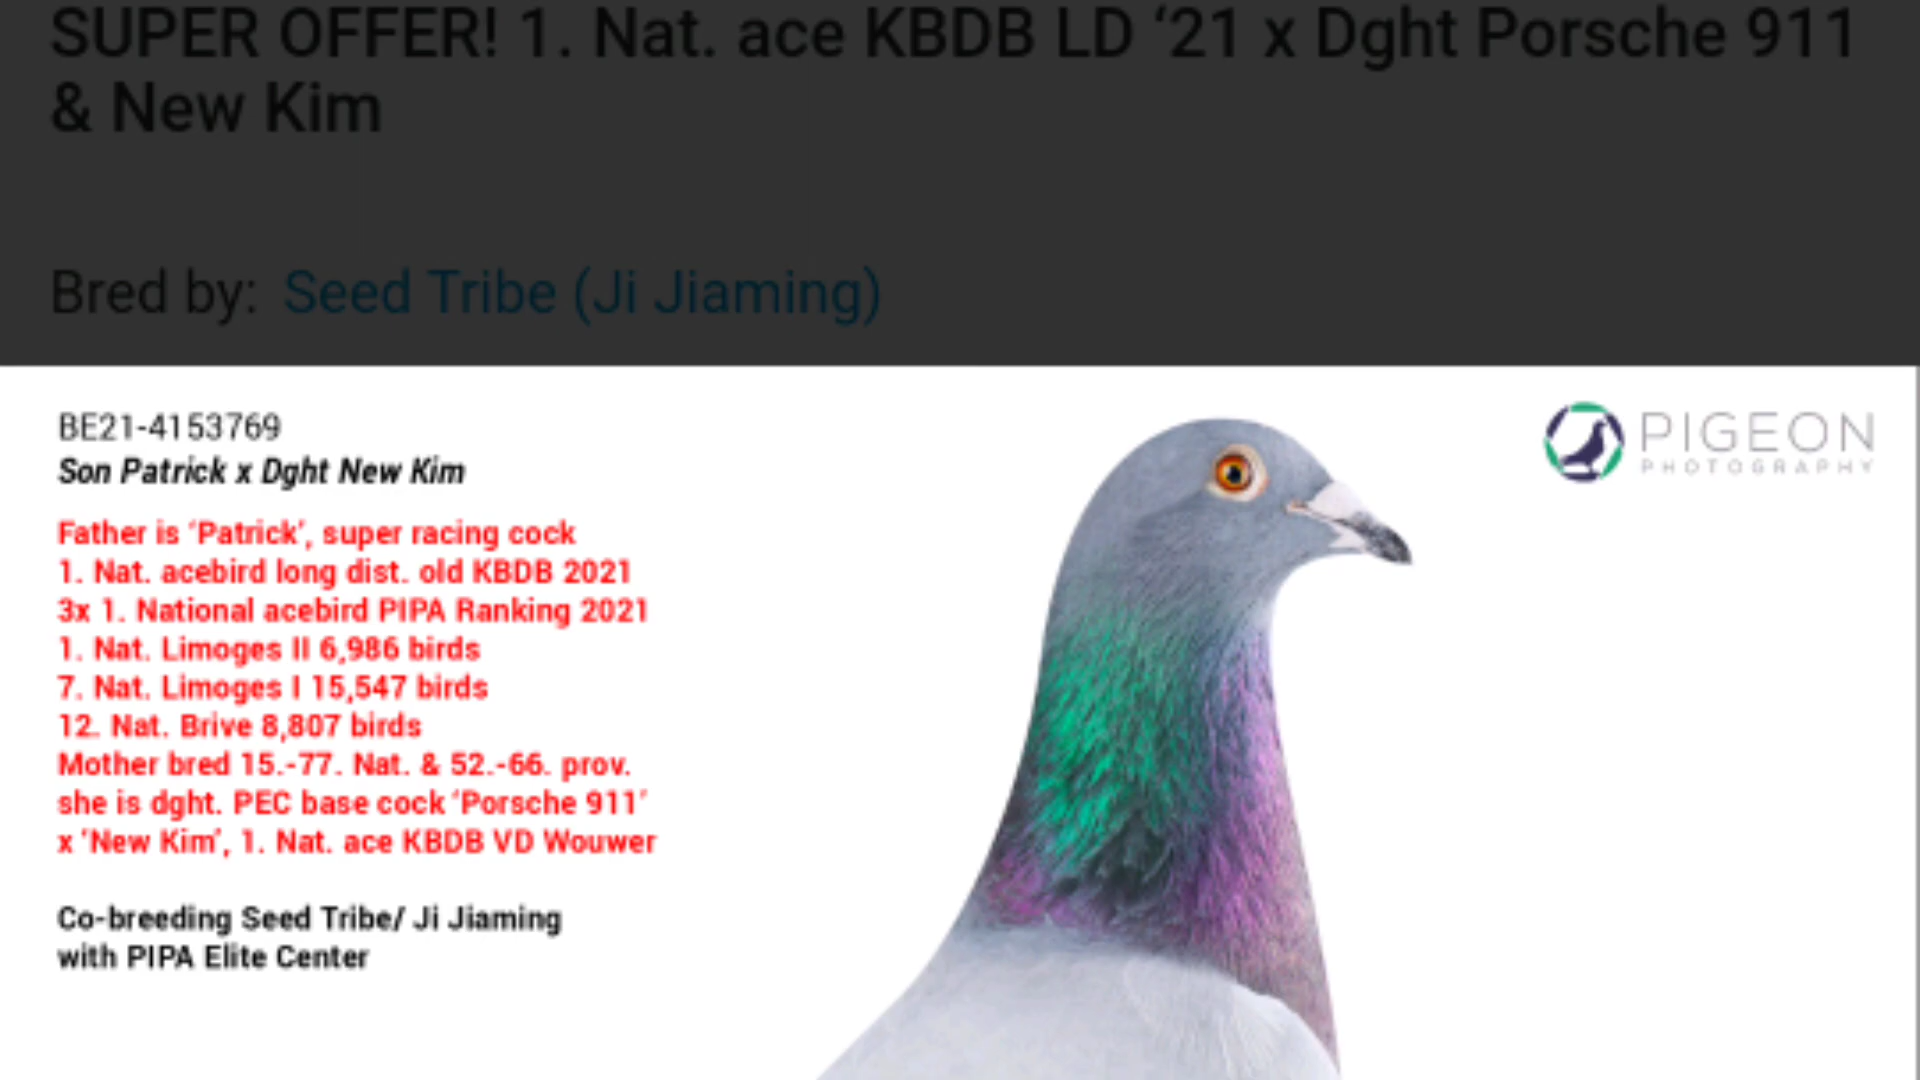 SUPER OFFER! 1. Nat. ace KBDB LD ‘21 x Dght Porsche 911
& New Kim
Bred by: Seed Tribe (Ji Jiaming)
BE21-4153769
Son Patrick x Dght New Kim
Father is ‘Patrick’, super racing cock
1. Nat. acebird long dist. old KBDB 2021
3x 1. National acebird PIPA Ranking 2021
1. Nat. Limoges II 6,986 birds
7. Nat. Limoges I 15,547 birds
12. Nat. Brive 8,807 birds
Mother bred 15.-77. Nat. & 52.-66. prov.
she is dght. PEC base cock ‘Porsche 911’
x ‘New Kim’, 1. Nat. ace KBDB VD Wouwer
Co-breeding Seed Tribe/ Ji Jiaming
with PIPA Elite Center
PIGEON
PHOTOGRAPHY